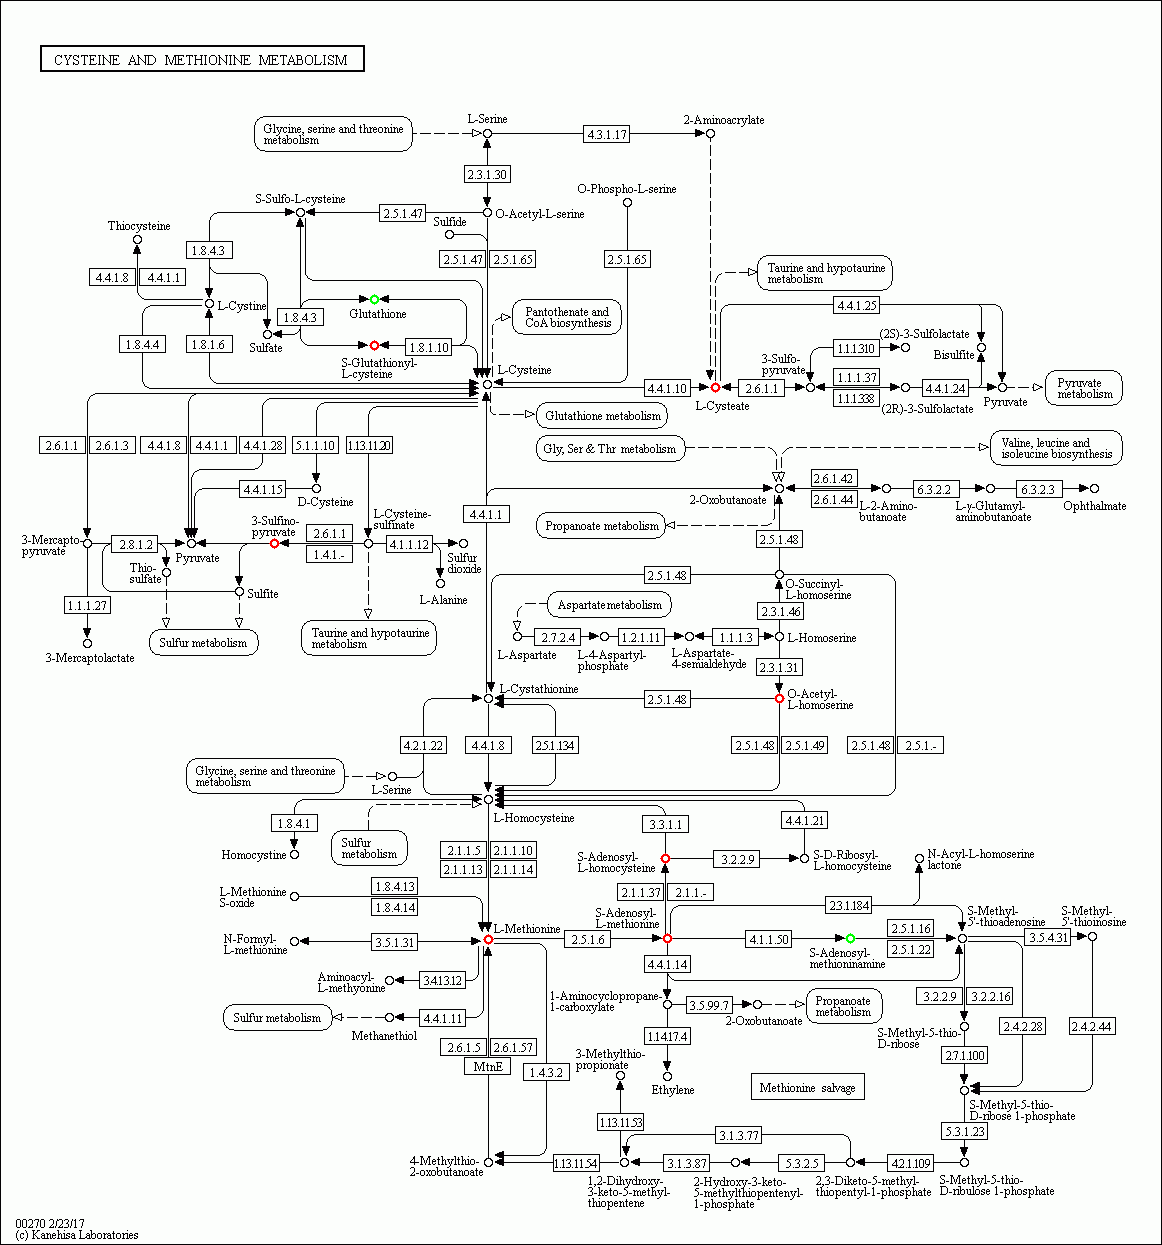 CYSTEINE AND METHIONINE METABOLISM
Glycine, serine and threonine
metabolism
L-Serine
4.3.1.17
2-Aminoacrylate
2.3.1.30
O-Phospho-L-serine
S-Sulfo-L-cysteine
2.5.1.47
O-Acetyl-L-serine
Thiocysteine
Sulfide
1.8.4.3
2.5.1.47
2.5.1.65
2.5.1.65
4.4.1.8
4.4.1.1
Taurine and hypotaurine
metabolism
L-Cystine
1.8.4.3
Glutathione
Pantothenate and
CoA biosynthesis
4.4.1.25
1.8.4.4
1.8.1.6
Sulfate
1.8.1.10
S-Glutathionyl-
L-cysteine
(2S)-3-Sulfolactate
1.1.1310
Bisulfite
3-Sulfo-
pyruvate
L-Cysteine
4.4.1.10
L-Cysteate
2.6.1.1
1.1.1.37
1.1.1338
4.4.1.24
(2R)-3-Sulfolactate
Pyruvate
Pyruvate
metabolism
Glutathione metabolism
2.6.1.1
2.6.1.3
4.4.1.8
4.4.1.1
4.4.1.28
5.1.1.10
1.13.11.20
Gly, Ser & Thr metabolism
Valine, leucine and
isoleucine biosynthesis
4.4.1.15
D-Cysteine
2-Oxobutanoate
2.6.1.42
2.6.1.44
L-2-Amino-
butanoate
6.3.2.2
L-γ-Glutamyl-
aminobutanoate
6.3.2.3
Ophthalmate
4.4.1.1
Propanoate metabolism
3-Mercapto
pyruvate
2.8.1.2
Pyruvate
3-Sulfino-
pyruvate
2.6.1.1
1.4.1.-
L-Cysteine-
sulfinate
4.1.1.12
Sulfur
dioxide
2.5.1.48
Thio-
sulfate
Sulfite
L-Alanine
2.5.1.48
O-Succinyl-
L-homoserine
1.1.1.27
3-Mercaptolactate
Sulfur metabolism
Taurine and hypotaurine
metabolism
Aspartate metabolism
2.3.1.46
L-Aspartate
2.7.2.4
L-4-Aspartyl-
phosphate
1.2.1.11
L-Aspartate-
4-semialdehyde
1.1.1.3
L-Homoserine
2.3.1.31
L-Cystathionine
2.5.1.48
O-Acetyl-
L-homoserine
4.2.1.22
4.4.1.8
2.5.1.134
2.5.1.48
2.5.1.49
2.5.1.48
2.5.1.-
Glycine, serine and threonine
metabolism
L-Serine
L-Homocysteine
1.8.4.1
Homocystine
Sulfur
metabolism
3.3.1.1
4.4.1.21
2.1.1.5
2.1.1.10
2.1.1.13
2.1.1.14
S-Adenosyl-
L-homocysteine
3.2.2.9
S-D-Ribosyl-
L-homocysteine
N-Acyl-L-homoserine
lactone
L-Methionine
S-oxide
1.8.4.13
1.8.4.14
2.1.1.37
2.1.1.-
2.3.1.184
N-Formyl-
L-methionine
3.5.1.31
L-Methionine
2.5.1.6
S-Adenosyl-
L-methionine
4.1.1.50
S-Adenosyl-
methioninamine
2.5.1.16
2.5.1.22
S-Methyl-
5'-thioadenosine
3.5.4.31
S-Methyl-
5'-thioinosine
Aminoacyl-
L-methyonine
3.4.13.12
4.4.1.14
Sulfur metabolism
Methanethiol
4.4.1.11
1-Aminocyclopropane-
1-carboxylate
3.5.99.7
2-Oxobutanoate
Propanoate
metabolism
3.2.2.9
3.2.2.16
2.6.1.5
2.6.1.57
MtnE
1.4.3.2
1.14.17.4
S-Methyl-5-thio-
D-ribose
2.4.2.28
2.4.2.44
3-Methylthio-
propionate
Ethylene
2.7.1.100
Methionine salvage
S-Methyl-5-thio-
D-ribose 1-phosphate
1.13.11.53
3.1.3.77
5.3.1.23
4-Methylthio-
2-oxobutanoate
1.13.11.54
1,2-Dihydroxy-
3-keto-5-methyl-
thiopentene
3.1.3.87
2-Hydroxy-3-keto-
5-methylthiopentenyl-
1-phosphate
5.3.2.5
2,3-Diketo-5-methyl-
thiopentyl-1-phosphate
4.2.1.109
S-Methyl-5-thio-
D-ribulose 1-phosphate
00270 2/23/17
(c) Kanehisa Laboratories